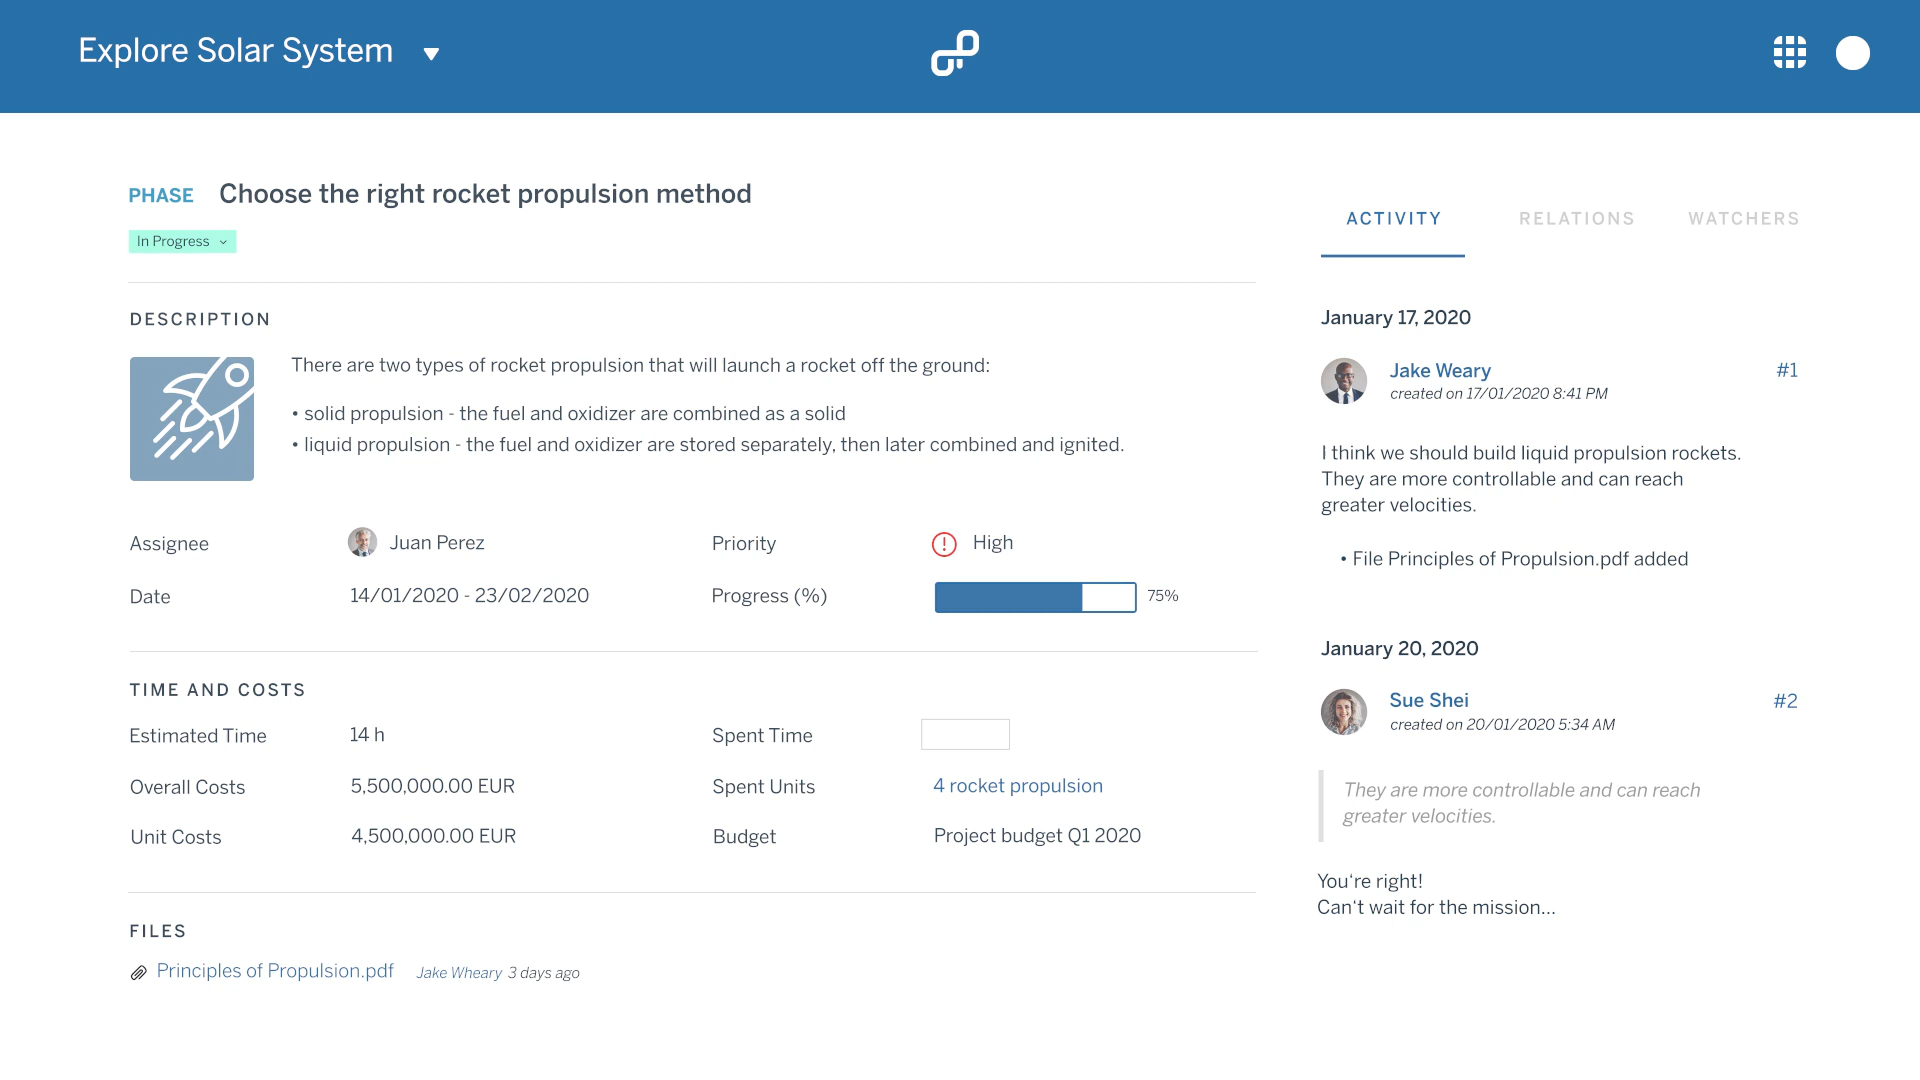 Explore Solar System
PHASE Choose the right rocket propulsion method
In Progress
DESCRIPTION
There are two types of rocket propulsion that will launch a rocket off the ground:
• solid propulsion - the fuel and oxidizer are combined as a solid
• liquid propulsion - the fuel and oxidizer are stored separately, then later combined and ignited.
Assignee Juan Perez Priority High
Date 14/01/2020 - 23/02/2020 Progress (%) 75%
TIME AND COSTS
Estimated Time 14 h Spent Time
Overall Costs 5,500,000.00 EUR Spent Units 4 rocket propulsion
Unit Costs 4,500,000.00 EUR Budget Project budget Q1 2020
FILES
Principles of Propulsion.pdf Jake Wheary 3 days ago
ACTIVITY RELATIONS WATCHERS
January 17, 2020
Jake Weary #1
created on 17/01/2020 8:41 PM
I think we should build liquid propulsion rockets.
They are more controllable and can reach
greater velocities.
• File Principles of Propulsion.pdf added
January 20, 2020
Sue Shei #2
created on 20/01/2020 5:34 AM
They are more controllable and can reach
greater velocities.
You‘re right!
Can‘t wait for the mission...